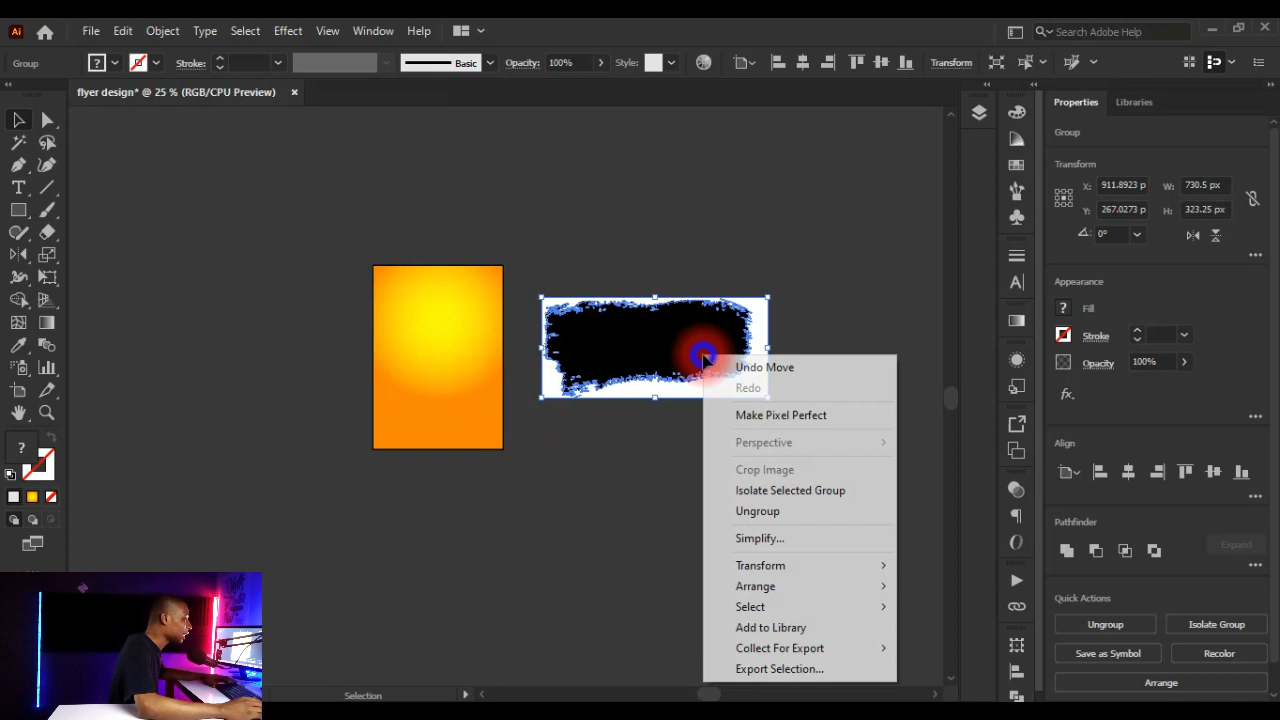 Ai File Edit Object Type Select Effect View Window Help Search Adobe Help
Group ? Stroke: Basic Opacity: 100% Style: Transform
flyer design* @ 25 % (RGB/CPU Preview) ×
Properties Libraries
Group
Transform
X: 911.8923 p W: 730.5 px
Y: 267.0273 p H: 323.25 px
0°
Appearance
? Fill
Stroke
Opacity 100%
fx.
Align
Pathfinder
Expand
Quick Actions
Ungroup Isolate Group
Save as Symbol Recolor
Arrange
Undo Move
Redo
Make Pixel Perfect
Perspective
Crop Image
Isolate Selected Group
Ungroup
Simplify...
Transform
Arrange
Select
Add to Library
Collect For Export
Export Selection...
?
Selection